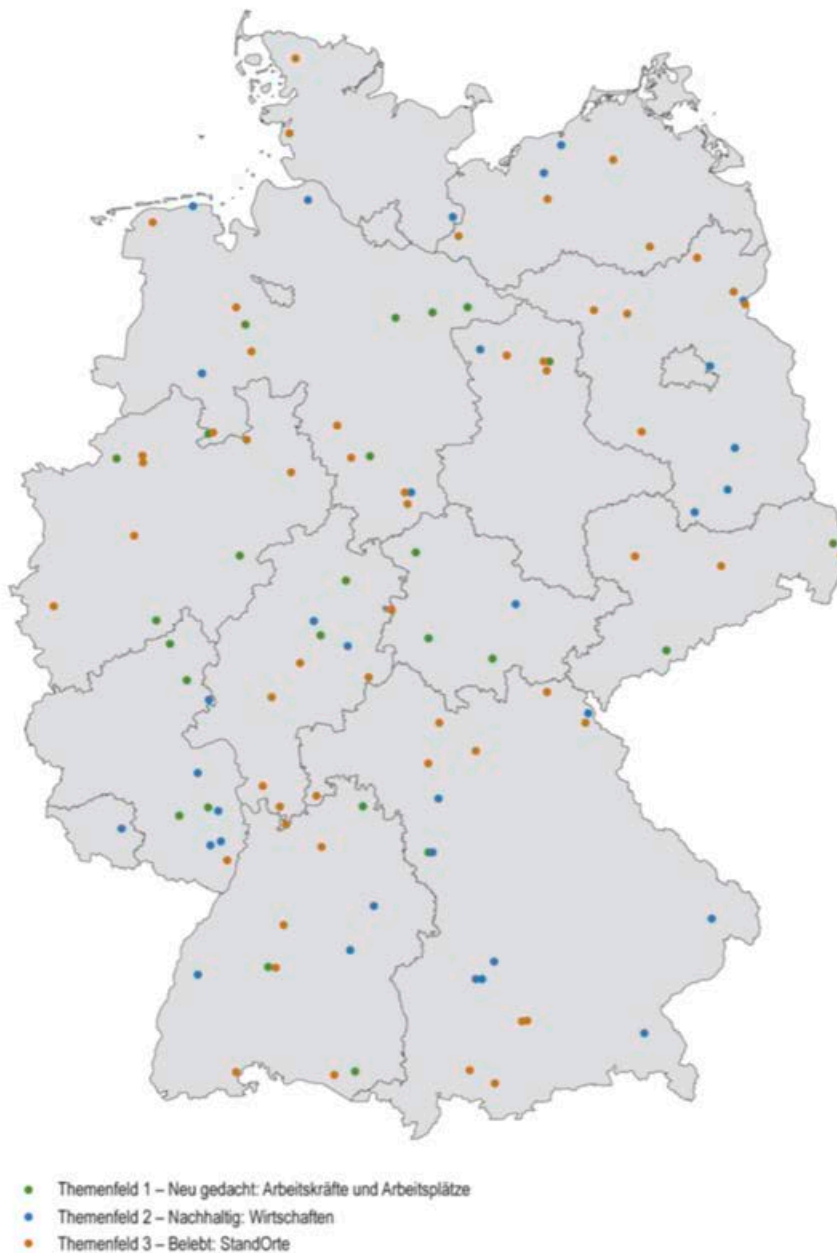 Themenfeld 1 – Neu gedacht: Arbeitskräfte und Arbeitsplätze
Themenfeld 2 – Nachhaltig: Wirtschaften
Themenfeld 3 – Belebt: StandOrte